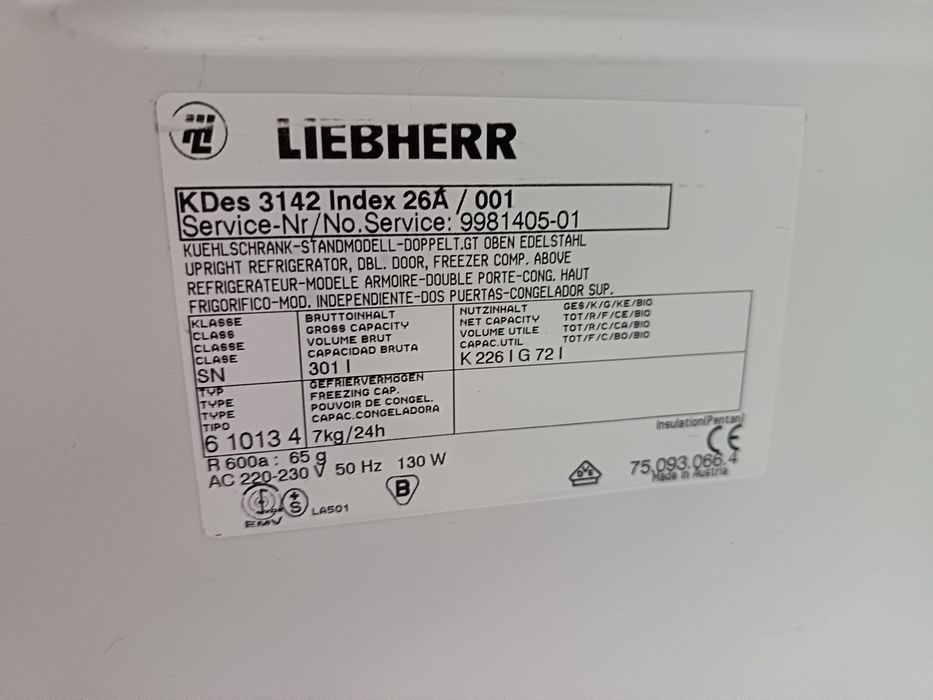 LIEBHERR
KDes 3142 Index 26A / 001
Service-Nr/No.Service: 9981405-01
KUEHLSCHRANK-STANDMODELL-DOPPELT.GT OBEN EDELSTAHL
UPRIGHT REFRIGERATOR, DBL. DOOR, FREEZER COMP. ABOVE
REFRIGERATEUR-MODELE ARMOIRE-DOUBLE PORTE-CONG. HAUT
FRIGORIFICO-MOD. INDEPENDIENTE-DOS PUERTAS-CONGELADOR SUP.
KLASSE
CLASS
CLASSE
CLASE
SN
BRUTTOINHALT
GROSS CAPACITY
VOLUME BRUT
CAPACIDAD BRUTA
301 l
NUTZINHALT GES/K/G/KE/BIO
NET CAPACITY TOT/R/F/CE/BIO
VOLUME UTILE TOT/R/C/CA/BIO
CAPAC.UTIL TOT/F/C/BO/BIO
K 226 l G 72 l
TYP
TYPE
TYPE
TIPO
6 1013 4
GEFRIERVERMÖGEN
FREEZING CAP.
POUVOIR DE CONGEL.
CAPAC.CONGELADORA
7kg/24h
Insulation(Pentan)
R 600a : 65 g
AC 220-230 V 50 Hz 130 W
CE
75.093.066.4
Made in Austria
EMV
+
S
LA501
B
DVE